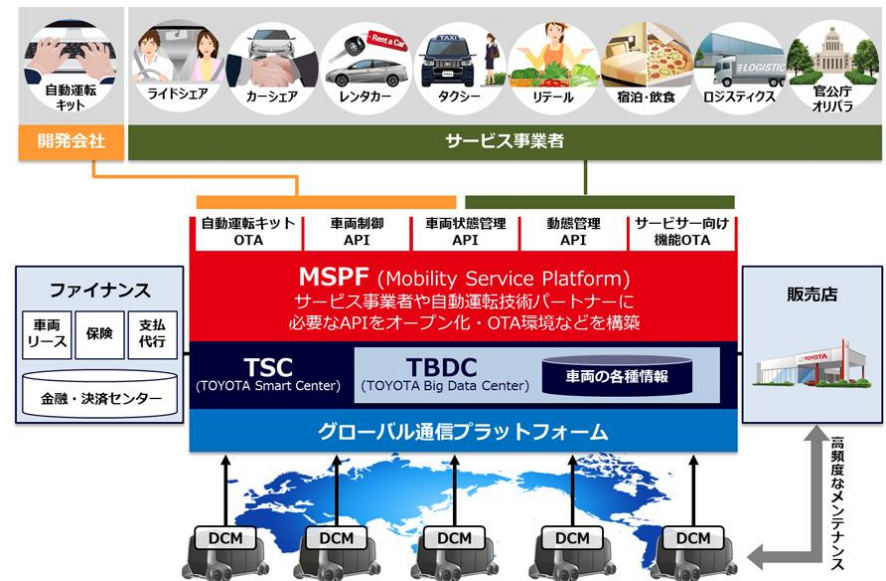 Rent a Car
TAXI
LOGISTIC
自動運転
キット
ライドシェア
カーシェア
レンタカー
タクシー
リテール
宿泊・飲食
ロジスティクス
官公庁
オリパラ
開発会社
サービス事業者
自動運転キット
OTA
車両制御
API
車両状態管理
API
動態管理
API
サービサー向け
機能OTA
MSPF (Mobility Service Platform)
サービス事業者や自動運転技術パートナーに
必要なAPIをオープン化・OTA環境などを構築
ファイナンス
車両
リース
保険
支払
代行
金融・決済センター
TSC
(TOYOTA Smart Center)
TBDC
(TOYOTA Big Data Center)
車両の各種情報
販売店
TOYOTA
グローバル通信プラットフォーム
高頻度なメンテナンス
DCM
DCM
DCM
DCM
DCM